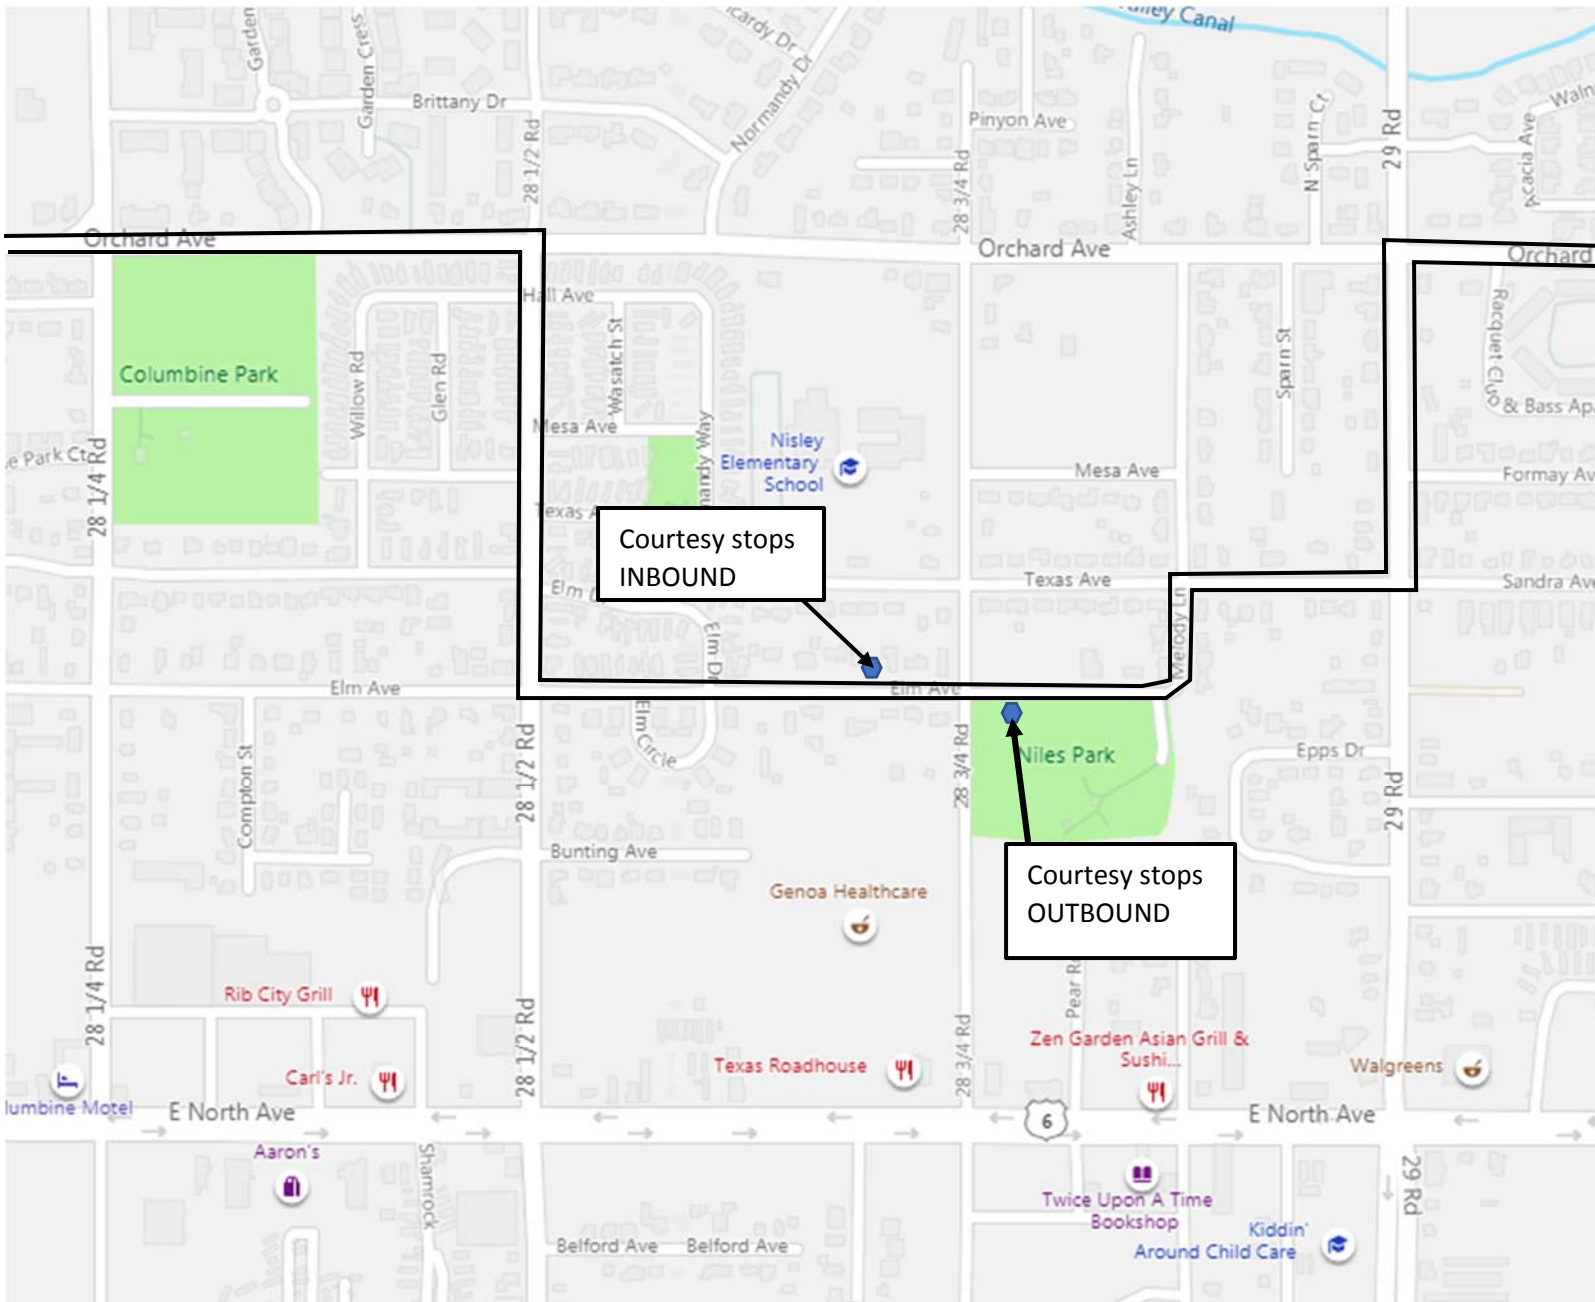 Valley Canal
Garden
Garden Cres
Brittany Dr
28 1/2 Rd
Picardy Dr
Normandy Dr
Pinyon Ave
28 3/4 Rd
Ashley Ln
N Sparn Ct
29 Rd
Acacia Ave
Orchard Ave
Orchard Ave
Orchard
Hall Ave
Columbine Park
Willow Rd
Glen Rd
Wasatch St
Mesa Ave
mandy Way
Nisley
Elementary
School
Mesa Ave
Sparn St
Racquet Club
& Bass Ap
Formay Av
e Park Ct
28 1/4 Rd
Texas A
Courtesy stops
INBOUND
Elm D
Elm Dr
Texas Ave
Sandra Ave
Melody Ln
Elm Ave
Elm Ave
Elm Circle
Compton St
28 1/2 Rd
28 3/4 Rd
Niles Park
Epps Dr
29 Rd
Bunting Ave
Courtesy stops
OUTBOUND
Genoa Healthcare
28 1/4 Rd
Rib City Grill
28 1/2 Rd
Pear R
28 3/4 Rd
Zen Garden Asian Grill &
Sushi...
Texas Roadhouse
Walgreens
Carl's Jr.
lumbine Motel
E North Ave
6
E North Ave
Aaron's
Shamrock
29 Rd
Twice Upon A Time
Bookshop
Kiddin'
Around Child Care
Belford Ave
Belford Ave